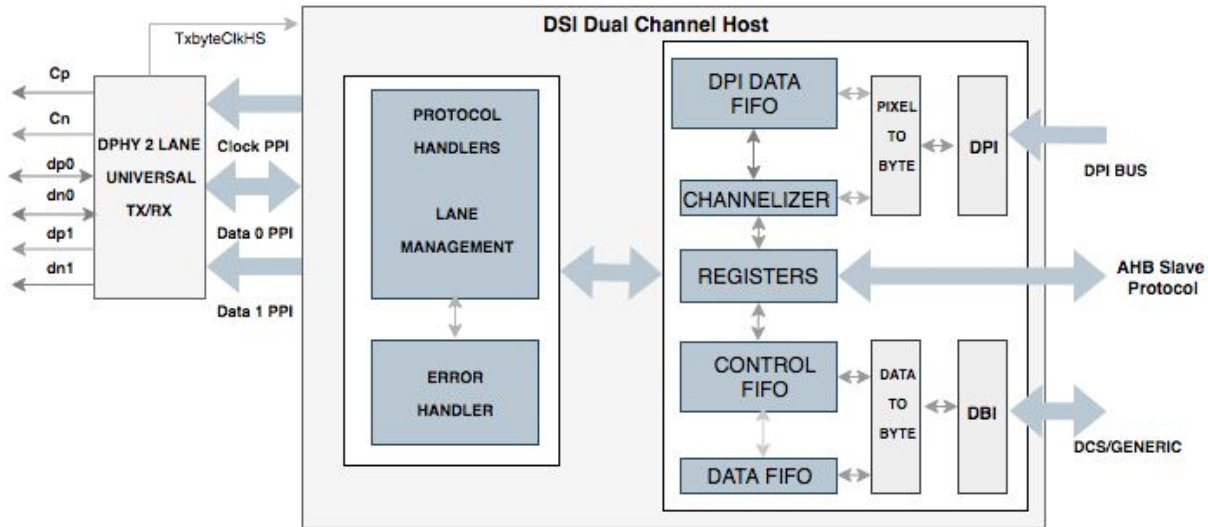 DSI Dual Channel Host
TxbyteClkHS
Cp
Cn
dp0
dn0
dp1
dn1
DPHY 2 LANE
UNIVERSAL
TX/RX
Clock PPI
Data 0 PPI
Data 1 PPI
PROTOCOL
HANDLERS
LANE
MANAGEMENT
ERROR
HANDLER
DPI DATA
FIFO
CHANNELIZER
REGISTERS
CONTROL
FIFO
DATA FIFO
PIXEL
TO
BYTE
DPI
DPI BUS
AHB Slave
Protocol
DATA
TO
BYTE
DBI
DCS/GENERIC